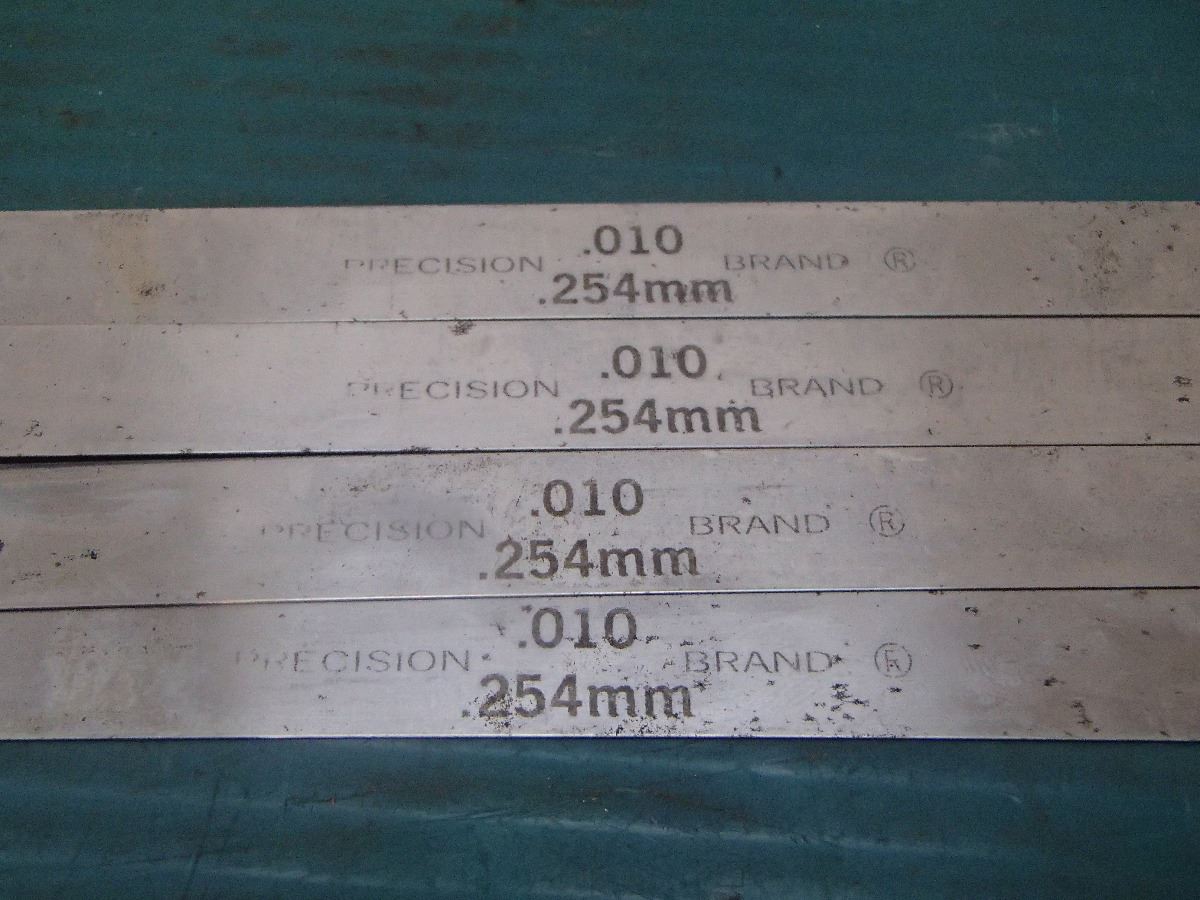 .010
PRECISION BRAND ®
.254mm
.010
PRECISION BRAND ®
.254mm
.010
PRECISION BRAND ®
.254mm
.010
PRECISION BRAND ®
.254mm